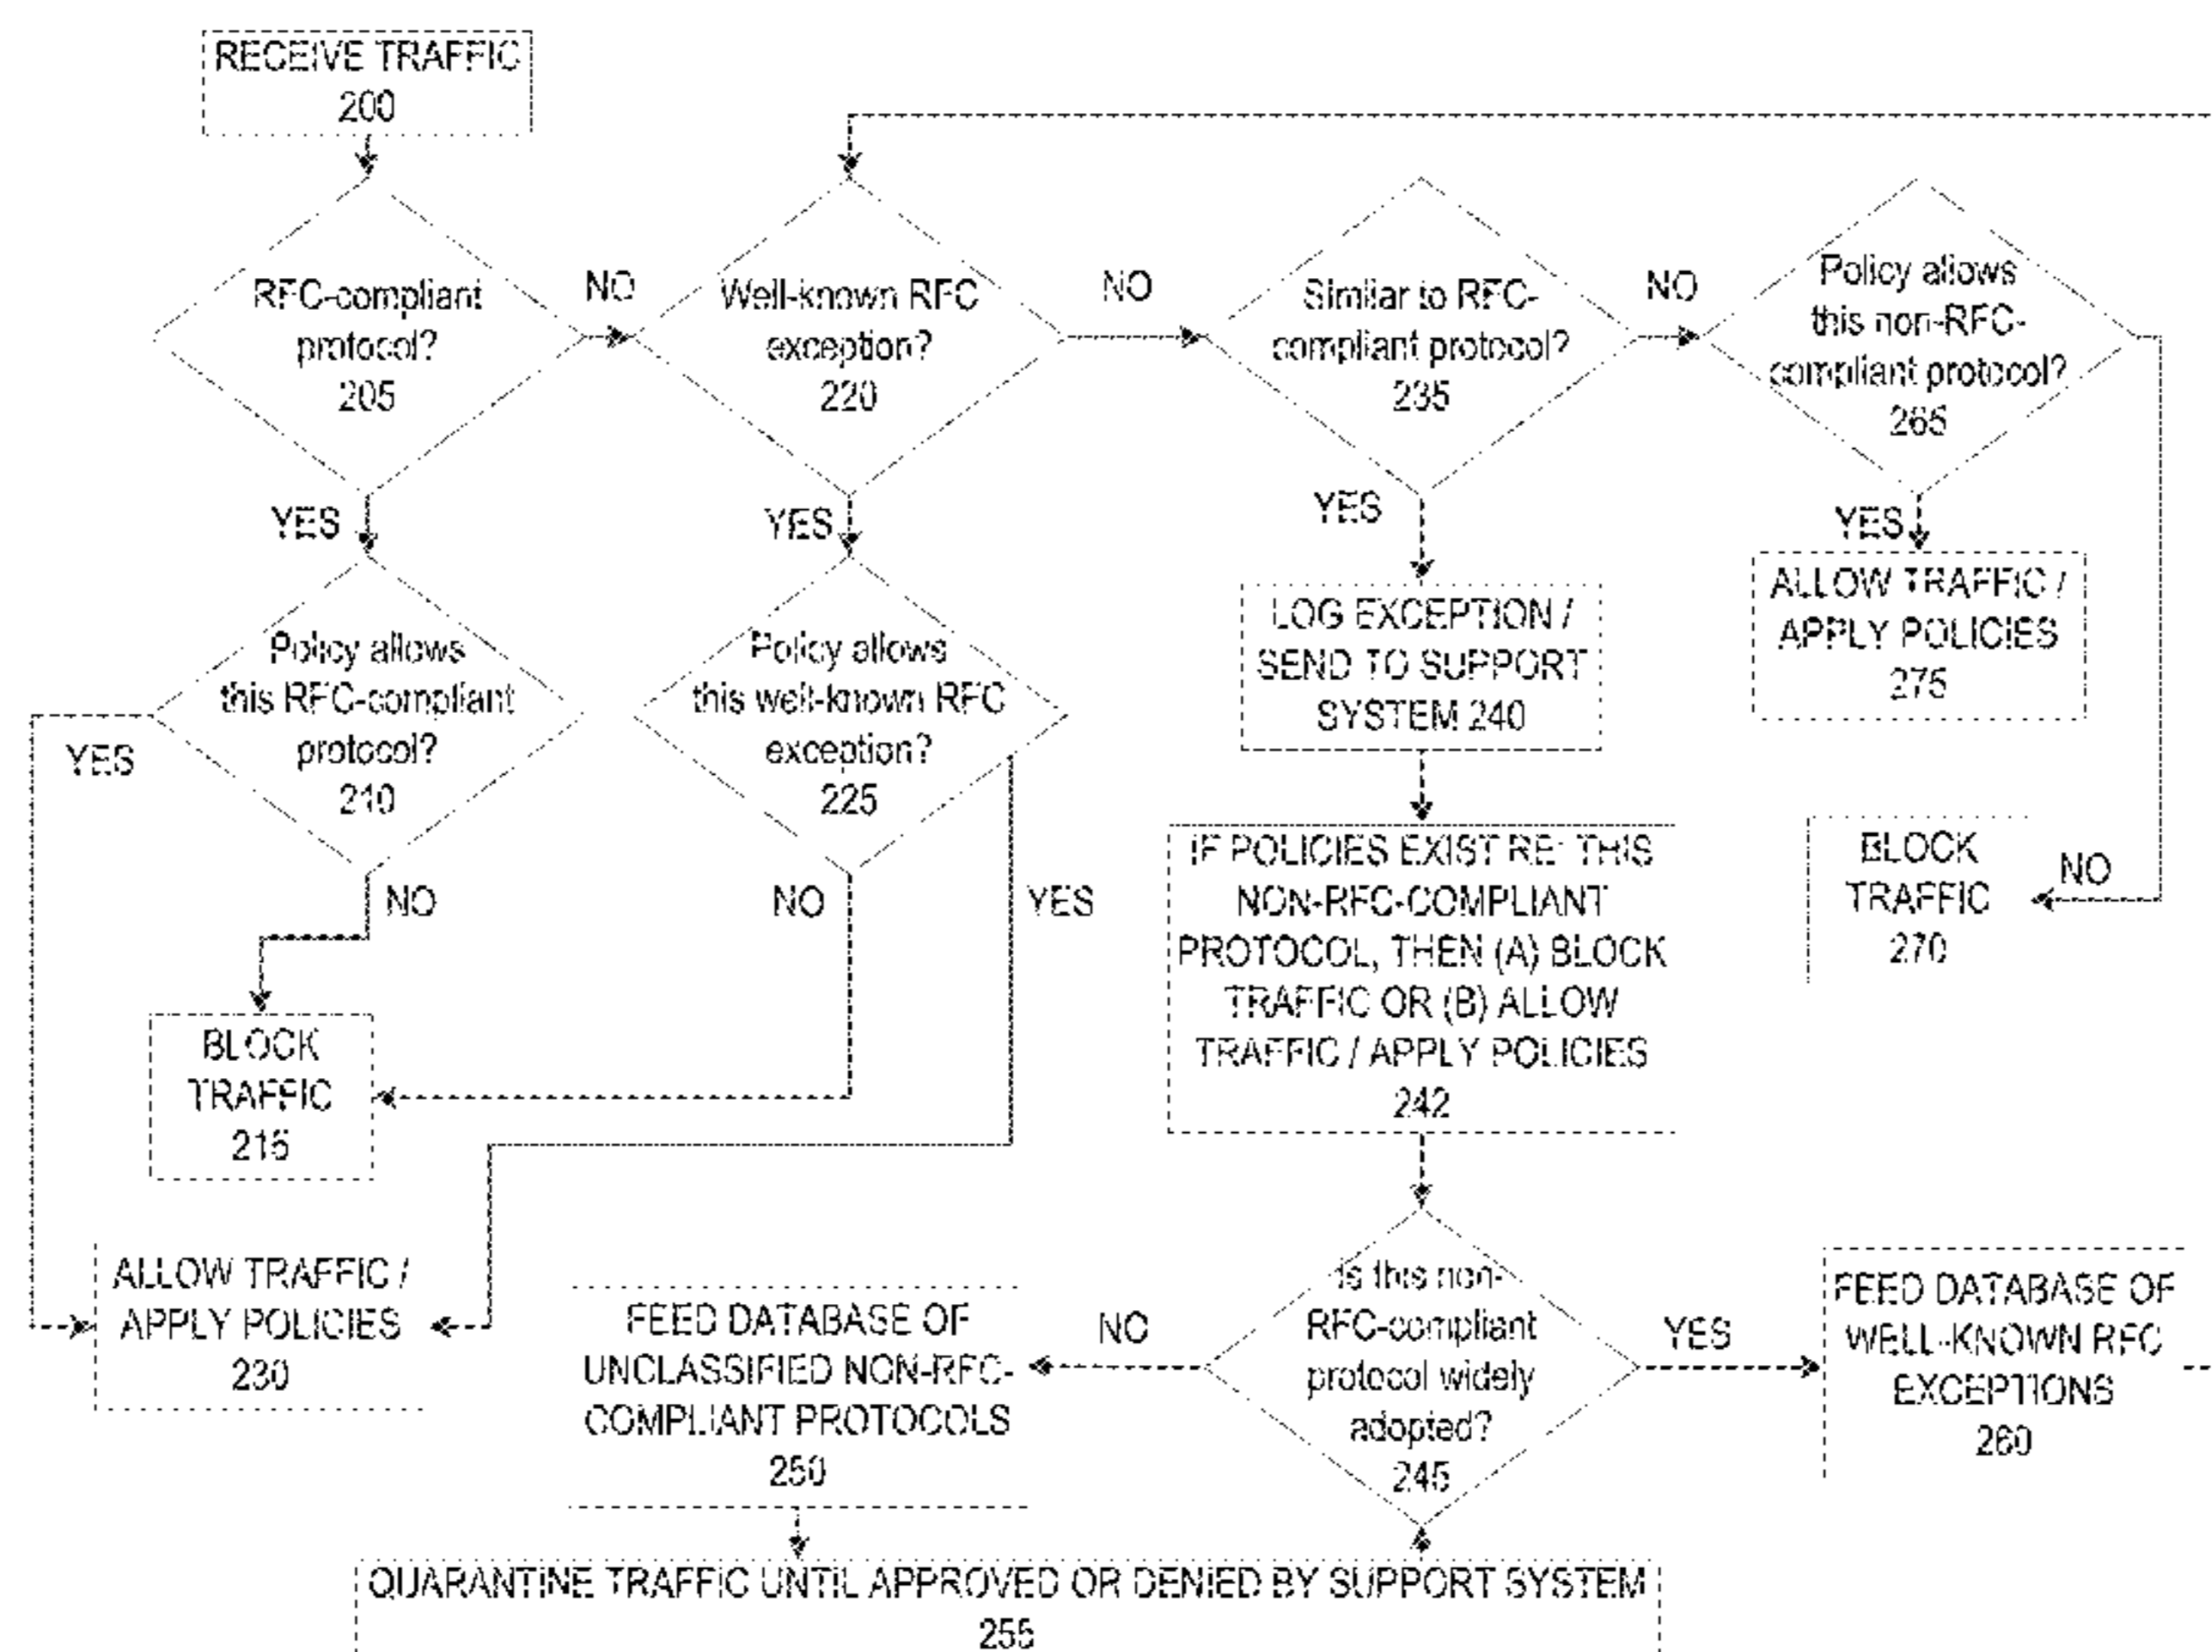 RECEIVE TRAFFIC
200
RFC-compliant
protocol?
205
NO
Well-known RFC
exception?
220
NO
Similar to RFC-
compliant protocol?
235
NO
Policy allows
this non-RFC-
compliant protocol?
265
YES
YES
YES
YES
Policy allows
this RFC-compliant
protocol?
210
YES
NO
Policy allows
this well-known RFC
exception?
225
NO
YES
LOG EXCEPTION /
SEND TO SUPPORT
SYSTEM 240
ALLOW TRAFFIC /
APPLY POLICIES
275
IF POLICIES EXIST RE: THIS
NON-RFC-COMPLIANT
PROTOCOL, THEN (A) BLOCK
TRAFFIC OR (B) ALLOW
TRAFFIC / APPLY POLICIES
242
BLOCK
TRAFFIC
270
NO
BLOCK
TRAFFIC
215
ALLOW TRAFFIC /
APPLY POLICIES
230
FEED DATABASE OF
UNCLASSIFIED NON-RFC-
COMPLIANT PROTOCOLS
250
NO
Is this non-
RFC-compliant
protocol widely
adopted?
245
YES
FEED DATABASE OF
WELL-KNOWN RFC
EXCEPTIONS
260
QUARANTINE TRAFFIC UNTIL APPROVED OR DENIED BY SUPPORT SYSTEM
255